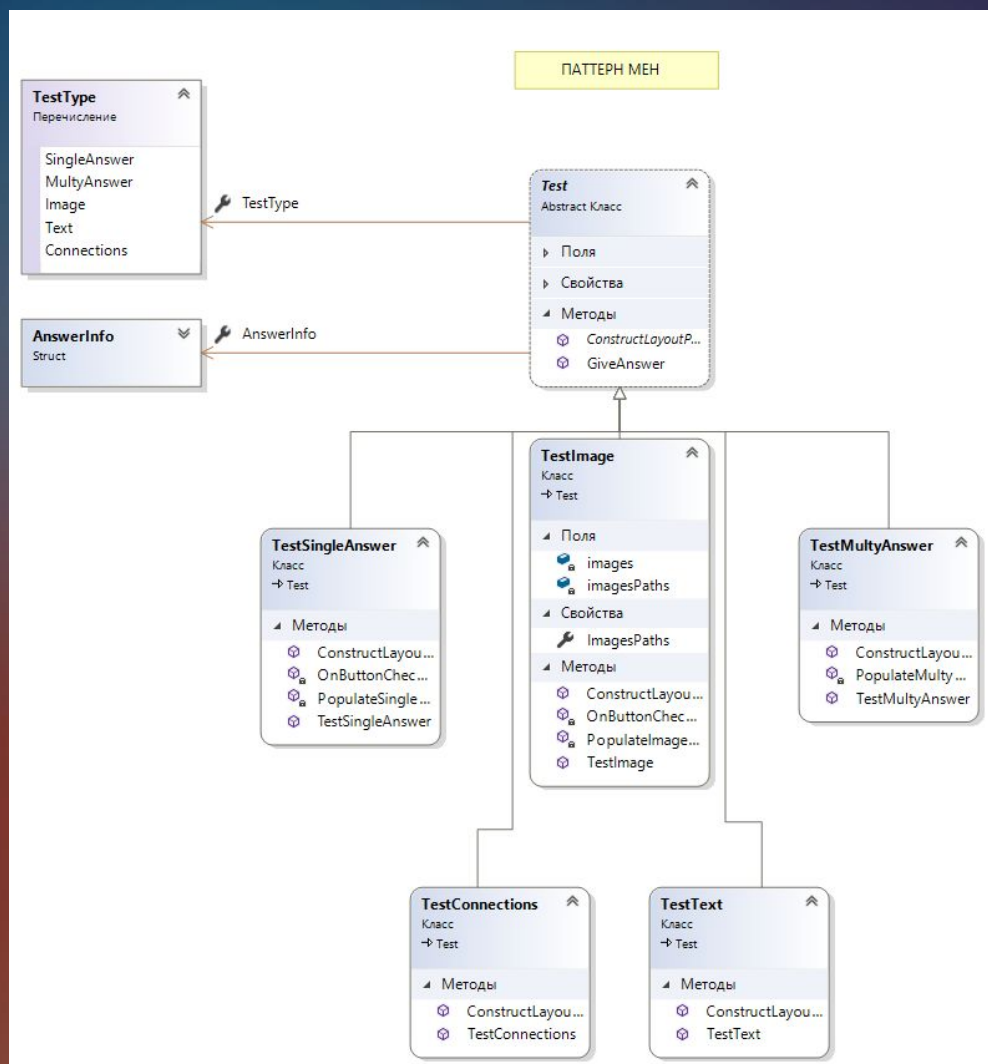 ПАТТЕРН МЕН
TestType
Перечисление
SingleAnswer
MultyAnswer
Image
Text
Connections
TestType
Test
Abstract Класс
Поля
Свойства
Методы
ConstructLayoutP...
GiveAnswer
AnswerInfo
Struct
AnswerInfo
TestImage
Класс
Test
Поля
images
imagesPaths
Свойства
ImagesPaths
Методы
ConstructLayou...
OnButtonChec...
PopulateImage...
TestImage
TestSingleAnswer
Класс
Test
Методы
ConstructLayou...
OnButtonChec...
PopulateSingle...
TestSingleAnswer
TestMultyAnswer
Класс
Test
Методы
ConstructLayou...
PopulateMulty...
TestMultyAnswer
TestConnections
Класс
Test
Методы
ConstructLayou...
TestConnections
TestText
Класс
Test
Методы
ConstructLayou...
TestText